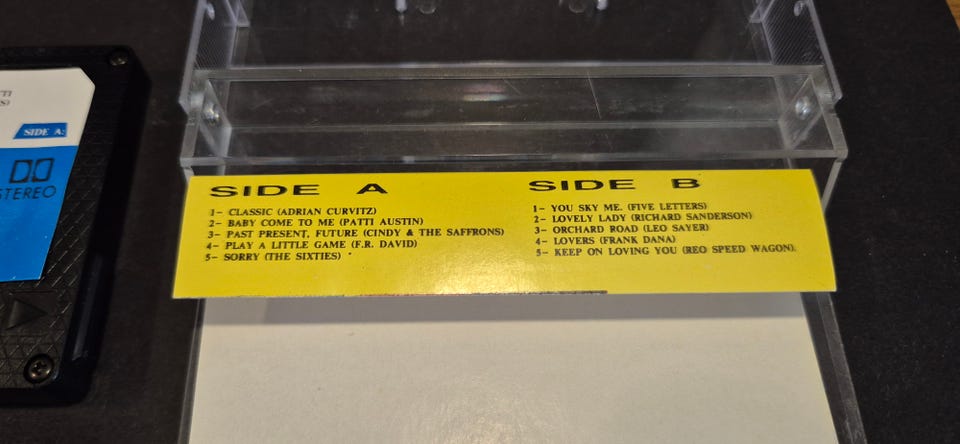 SIDE A:
STEREO
SIDE A
1- CLASSIC (ADRIAN CURVITZ)
2- BABY COME TO ME (PATTI AUSTIN)
3- PAST PRESENT, FUTURE (CINDY & THE SAFFRONS)
4- PLAY A LITTLE GAME (F.R. DAVID)
5- SORRY (THE SIXTIES)
SIDE B
1- YOU SKY ME. (FIVE LETTERS)
2- LOVELY LADY (RICHARD SANDERSON)
3- ORCHARD ROAD (LEO SAYER)
4- LOVERS (FRANK DANA)
5- KEEP ON LOVING YOU (REO SPEED WAGON).